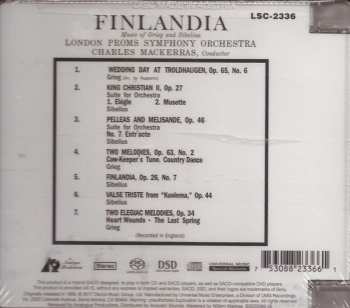 LSC-2336
FINLANDIA
Music of Grieg and Sibelius
LONDON PROMS SYMPHONY ORCHESTRA
CHARLES MACKERRAS, Conductor
1. WEDDING DAY AT TROLDHAUGEN, Op. 65, No. 6
Grieg
2. KING CHRISTIAN II, Op. 27
Suite for Orchestra
1. Elégie 2. Musette
Sibelius
3. PELLEAS AND MELISANDE, Op. 46
Suite for Orchestra
No. 7. Entr'acte
Sibelius
4. TWO MELODIES, Op. 63, No. 2
Cow-Keeper's Tune. Country Dance
Grieg
5. FINLANDIA, Op. 26, No. 7
Sibelius
6. VALSE TRISTE from "Kuolema," Op. 44
Sibelius
7. TWO ELEGIAC MELODIES, Op. 34
Heart Wounds - The Last Spring
Grieg
(Recorded in England)
STEREO
DSD
UNIVERSAL MUSIC
7 53088 23366 1